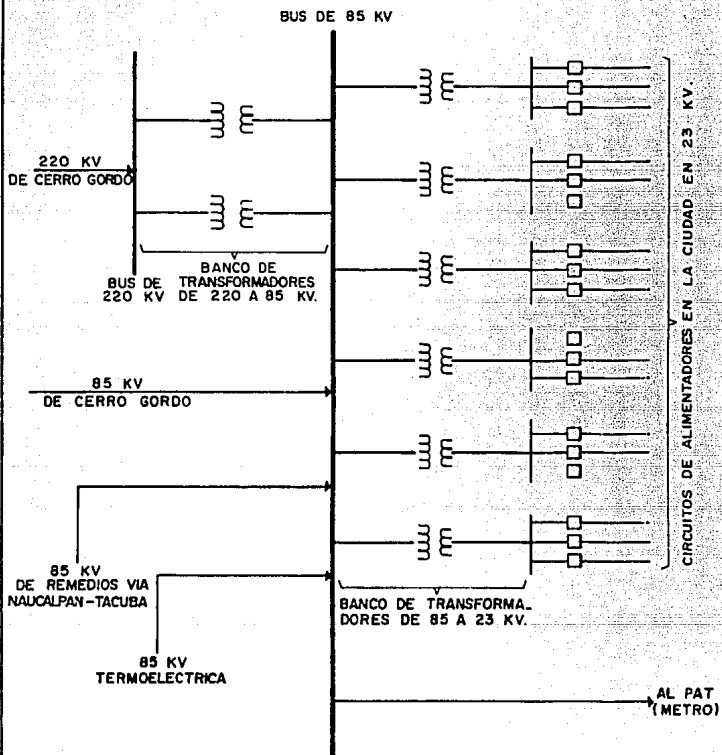 BUS DE 85 KV
220 KV
DE CERRO GORDO
BUS DE
220 KV
BANCO DE
TRANSFORMADORES
DE 220 A 85 KV.
85 KV
DE CERRO GORDO
85 KV
DE REMEDIOS VIA
NAUCALPAN-TACUBA
85 KV
TERMOELECTRICA
BANCO DE TRANSFORMA_
DORES DE 85 A 23 KV.
CIRCUITOS DE ALIMENTADORES EN LA CIUDAD EN 23 KV.
AL PAT
(METRO)